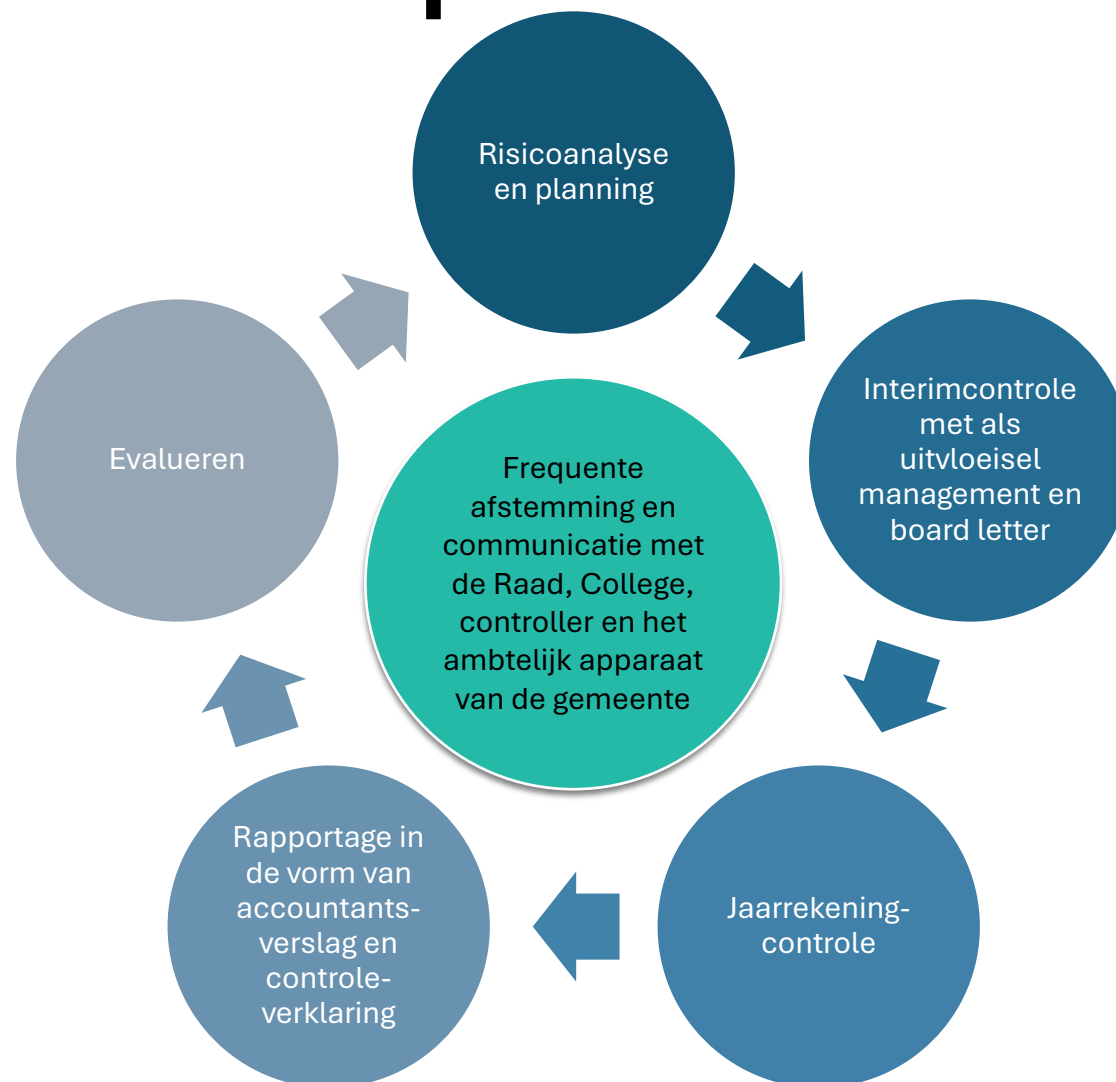 Risicoanalyse
en planning
Interimcontrole
met als
uitvloeisel
management en
board letter
Jaarrekening-
controle
Rapportage in
de vorm van
accountants-
verslag en
controle-
verklaring
Evalueren
Frequente
afstemming en
communicatie met
de Raad, College,
controller en het
ambtelijk apparaat
van de gemeente